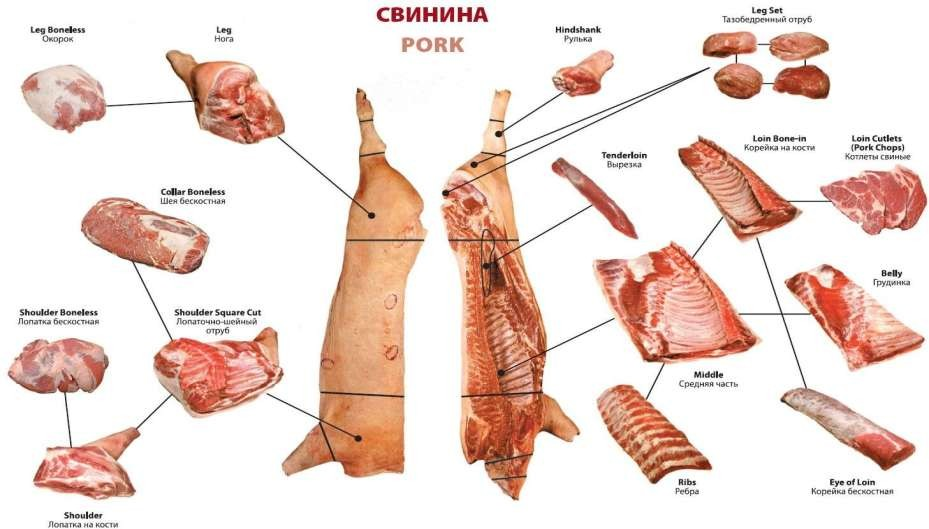 СВИНИНА
PORK
Leg Boneless
Окорок
Leg
Нога
Hindshank
Рулька
Leg Set
Тазобедренный отруб
Tenderloin
Вырезка
Loin Bone-in
Корейка на кости
Loin Cutlets
(Pork Chops)
Котлеты свиные
Collar Boneless
Шея бескостная
Belly
Грудинка
Shoulder Boneless
Лопатка бескостная
Shoulder Square Cut
Лопаточно-шейный
отруб
Middle
Средняя часть
Ribs
Ребра
Eye of Loin
Корейка бескостная
Shoulder
Лопатка на кости